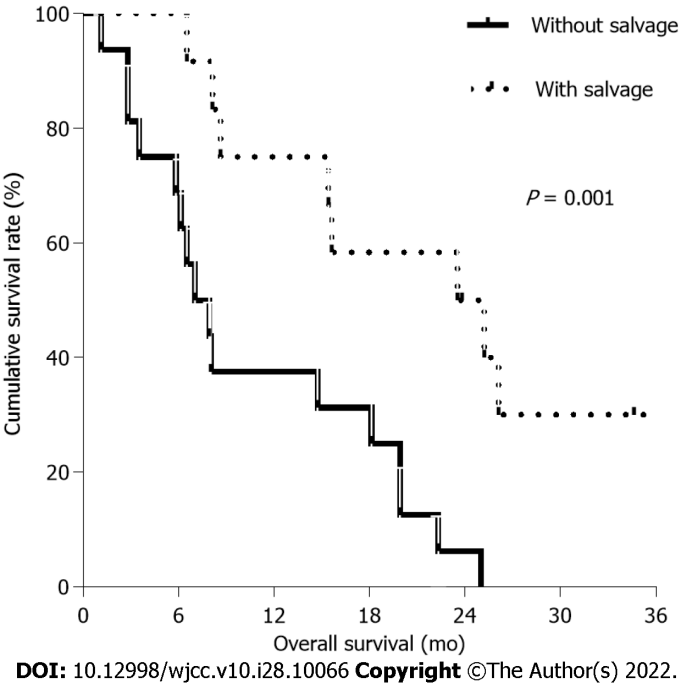 100
80
60
40
20
0
Cumulative survival rate (%)
Without salvage
With salvage
P = 0.001
0 6 12 18 24 30 36
Overall survival (mo)
DOI: 10.12998/wjcc.v10.i28.10066 Copyright ©The Author(s) 2022.